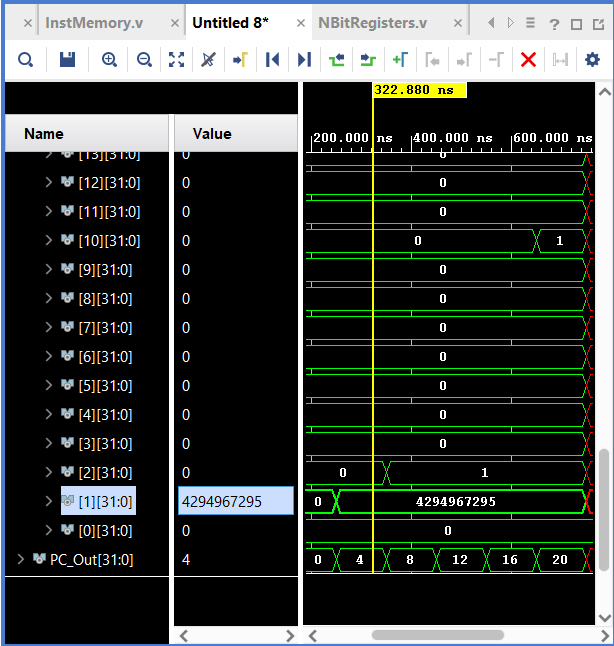 InstMemory.v × Untitled 8* × NBitRegisters.v ×
322.880 ns
Name Value 200.000 ns 400.000 ns 600.000 ns
[13][31:0] 0 0
[12][31:0] 0 0
[11][31:0] 0 0
[10][31:0] 0 0 1
[9][31:0] 0 0
[8][31:0] 0 0
[7][31:0] 0 0
[6][31:0] 0 0
[5][31:0] 0 0
[4][31:0] 0 0
[3][31:0] 0 0
[2][31:0] 0 0 1
[1][31:0] 4294967295 0 4294967295
[0][31:0] 0 0
PC_Out[31:0] 4 0 4 8 12 16 20